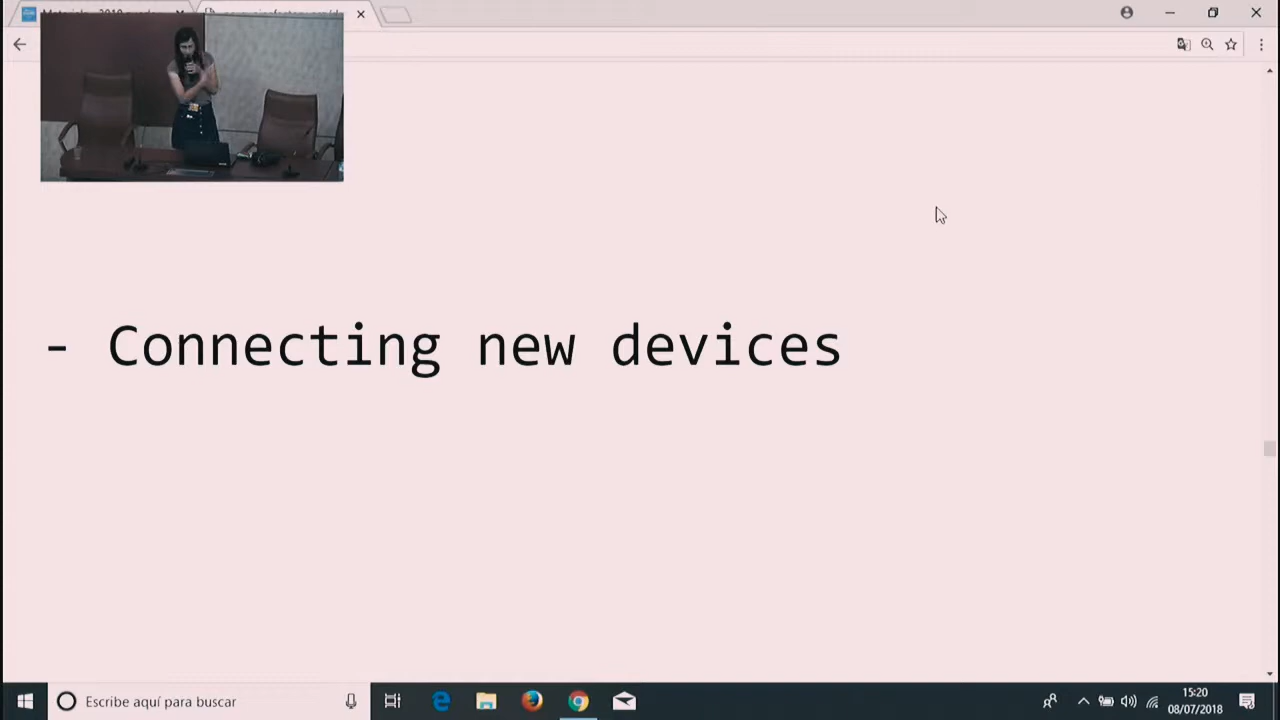 - Connecting new devices
Escribe aquí para buscar
15:20
08/07/2018